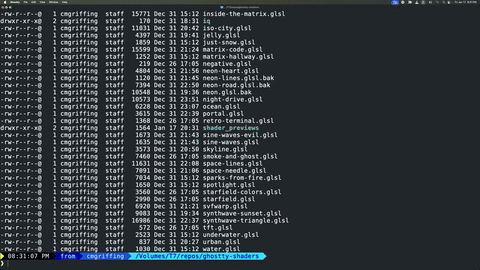 -rw-r--r--@ 1 cmgriffing staff 15771 Dec 31 15:12 inside-the-matrix.glsl
drwxr-xr-x@ 2 cmgriffing staff 170 Dec 31 18:31 iq
-rw-r--r--@ 1 cmgriffing staff 11031 Dec 31 20:42 iso-city.glsl
-rw-r--r--@ 1 cmgriffing staff 4397 Dec 31 19:41 jelly.glsl
-rw-r--r--@ 1 cmgriffing staff 1859 Dec 31 15:12 just-snow.glsl
-rw-r--r--@ 1 cmgriffing staff 15599 Dec 31 21:24 matrix-code.glsl
-rw-r--r--@ 1 cmgriffing staff 1252 Dec 31 15:12 matrix-hallway.glsl
-rw-r--r--@ 1 cmgriffing staff 219 Dec 26 17:05 negative.glsl
-rw-r--r--@ 1 cmgriffing staff 4804 Dec 31 21:56 neon-heart.glsl
-rw-r--r--@ 1 cmgriffing staff 1120 Dec 31 21:45 neon-lines.glsl.bak
-rw-r--r--@ 1 cmgriffing staff 7394 Dec 31 22:50 neon-road.glsl.bak
-rw-r--r--@ 1 cmgriffing staff 10548 Dec 31 19:36 neon.glsl.bak
-rw-r--r--@ 1 cmgriffing staff 10573 Dec 31 23:51 night-drive.glsl
-rw-r--r--@ 1 cmgriffing staff 6228 Dec 31 23:07 ocean.glsl
-rw-r--r--@ 1 cmgriffing staff 3615 Dec 31 22:39 portal.glsl
-rw-r--r--@ 1 cmgriffing staff 1368 Dec 26 17:05 retro-terminal.glsl
drwxr-xr-x@ 2 cmgriffing staff 1564 Jan 17 20:31 shader_previews
-rw-r--r--@ 1 cmgriffing staff 1673 Dec 31 21:43 sine-waves-evil.glsl
-rw-r--r--@ 1 cmgriffing staff 1635 Dec 31 21:43 sine-waves.glsl
-rw-r--r--@ 1 cmgriffing staff 3573 Dec 31 20:50 skyline.glsl
-rw-r--r--@ 1 cmgriffing staff 7460 Dec 26 17:05 smoke-and-ghost.glsl
-rw-r--r--@ 1 cmgriffing staff 11031 Dec 31 22:08 space-lines.glsl
-rw-r--r--@ 1 cmgriffing staff 7091 Dec 31 21:06 space-needle.glsl
-rw-r--r--@ 1 cmgriffing staff 7034 Dec 31 15:12 sparks-from-fire.glsl
-rw-r--r--@ 1 cmgriffing staff 1650 Dec 31 15:12 spotlight.glsl
-rw-r--r--@ 1 cmgriffing staff 3560 Dec 26 17:05 starfield-colors.glsl
-rw-r--r--@ 1 cmgriffing staff 2990 Dec 26 17:05 starfield.glsl
-rw-r--r--@ 1 cmgriffing staff 6920 Dec 31 21:21 svfwarp.glsl
-rw-r--r--@ 1 cmgriffing staff 9083 Dec 31 19:34 synthwave-sunset.glsl
-rw-r--r--@ 1 cmgriffing staff 16986 Dec 31 22:37 synthwave-triangle.glsl
-rw-r--r--@ 1 cmgriffing staff 572 Dec 26 17:05 tft.glsl
-rw-r--r--@ 1 cmgriffing staff 2523 Dec 31 15:12 underwater.glsl
-rw-r--r--@ 1 cmgriffing staff 837 Dec 31 20:27 urban.glsl
-rw-r--r--@ 1 cmgriffing staff 1030 Dec 31 15:12 water.glsl
08:31:07 PM from cmgriffing /Volumes/T7/repos/ghostty-shaders